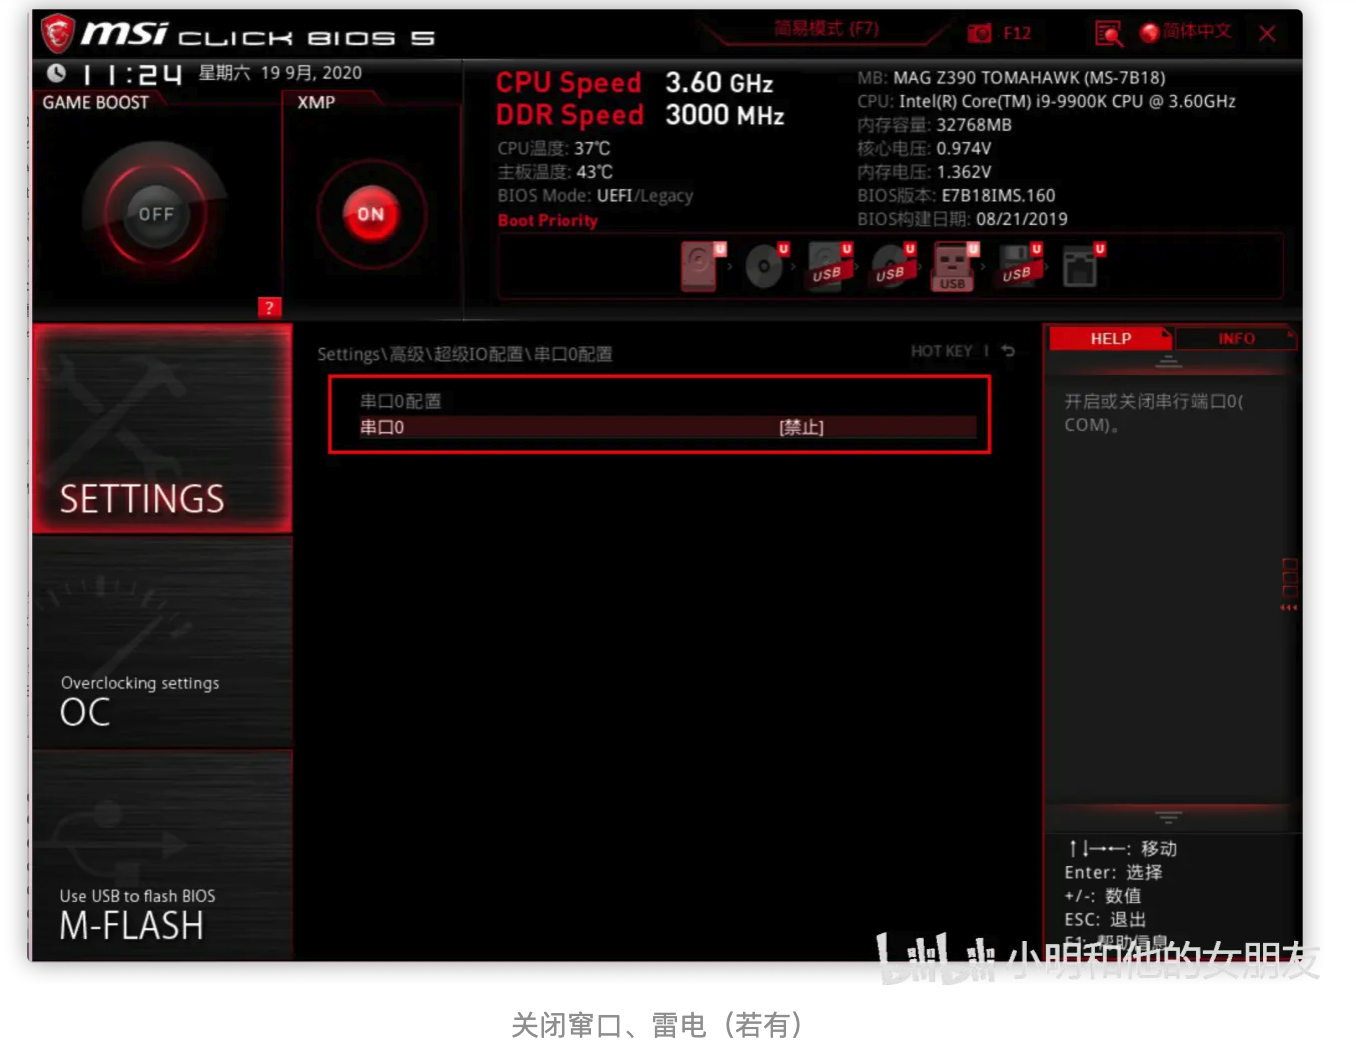 msi CLICK BIOS 5
简易模式 (F7)
F12
简体中文
11:24 星期六 19 9月, 2020
GAME BOOST
XMP
OFF
ON
?
CPU Speed 3.60 GHz
DDR Speed 3000 MHz
CPU温度: 37℃
主板温度: 43℃
BIOS Mode: UEFI/Legacy
Boot Priority
MB: MAG Z390 TOMAHAWK (MS-7B18)
CPU: Intel(R) Core(TM) i9-9900K CPU @ 3.60GHz
内存容量: 32768MB
核心电压: 0.974V
内存电压: 1.362V
BIOS版本: E7B18IMS.160
BIOS构建日期: 08/21/2019
U U U U U U U
USB USB USB USB
SETTINGS
Overclocking settings
OC
Use USB to flash BIOS
M-FLASH
Settings\高级\超级IO配置\串口0配置
HOT KEY
串口0配置
串口0 [禁止]
HELP
INFO
开启或关闭串行端口0(
COM)。
↑↓→←: 移动
Enter: 选择
+/-: 数值
ESC: 退出
F1: 帮助信息
bilibili 小明和他的女朋友
关闭窜口、雷电（若有）